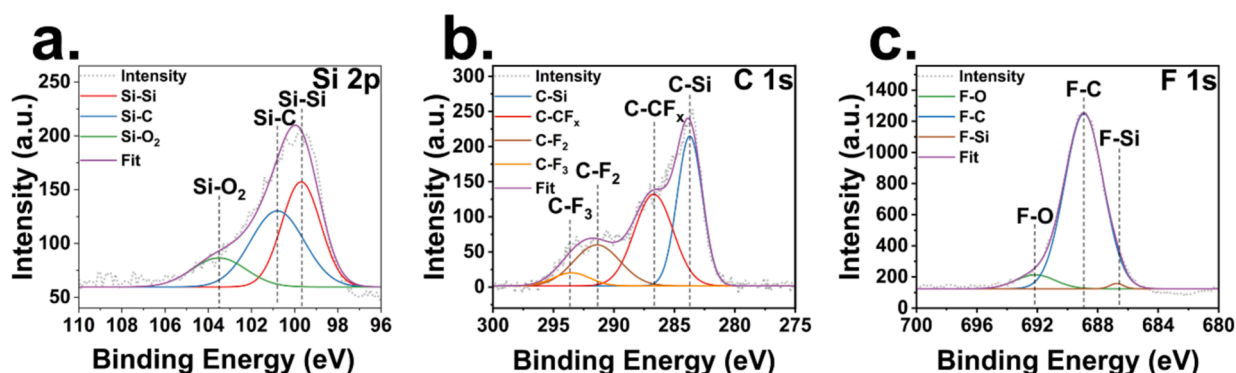 a.
Si 2p
Intensity
Si-Si
Si-C
Si-O2
Fit
Si-O2
Si-C
Si-Si
250
200
150
100
50
110 108 106 104 102 100 98 96
Intensity (a.u.)
Binding Energy (eV)
b.
C 1s
Intensity
C-Si
C-CFx
C-F2
C-F3
Fit
C-F3
C-F2
C-CFx
C-Si
300
250
200
150
100
50
0
300 295 290 285 280 275
Intensity (a.u.)
Binding Energy (eV)
c.
F 1s
Intensity
F-O
F-C
F-Si
Fit
F-O
F-C
F-Si
1400
1200
1000
800
600
400
200
0
700 696 692 688 684 680
Intensity (a.u.)
Binding Energy (eV)